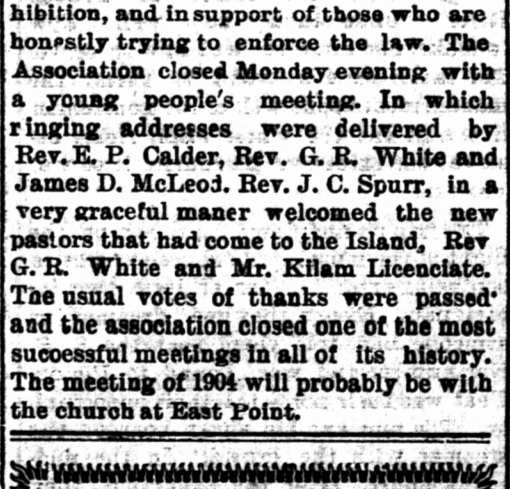 hibition, and in support of those who are
honestly trying to enforce the law. The
Association closed Monday evening with
a young people's meeting. In which
ringing addresses were delivered by
Rev. E. P. Calder, Rev. G. R. White and
James D. McLeod. Rev. J. C. Spurr, in a
very graceful maner welcomed the new
pastors that had come to the Island, Rev
G. R. White and Mr. Kilam Licenciate.
The usual votes of thanks were passed
and the association closed one of the most
successful meetings in all of its history.
The meeting of 1904 will probably be with
the church at East Point.